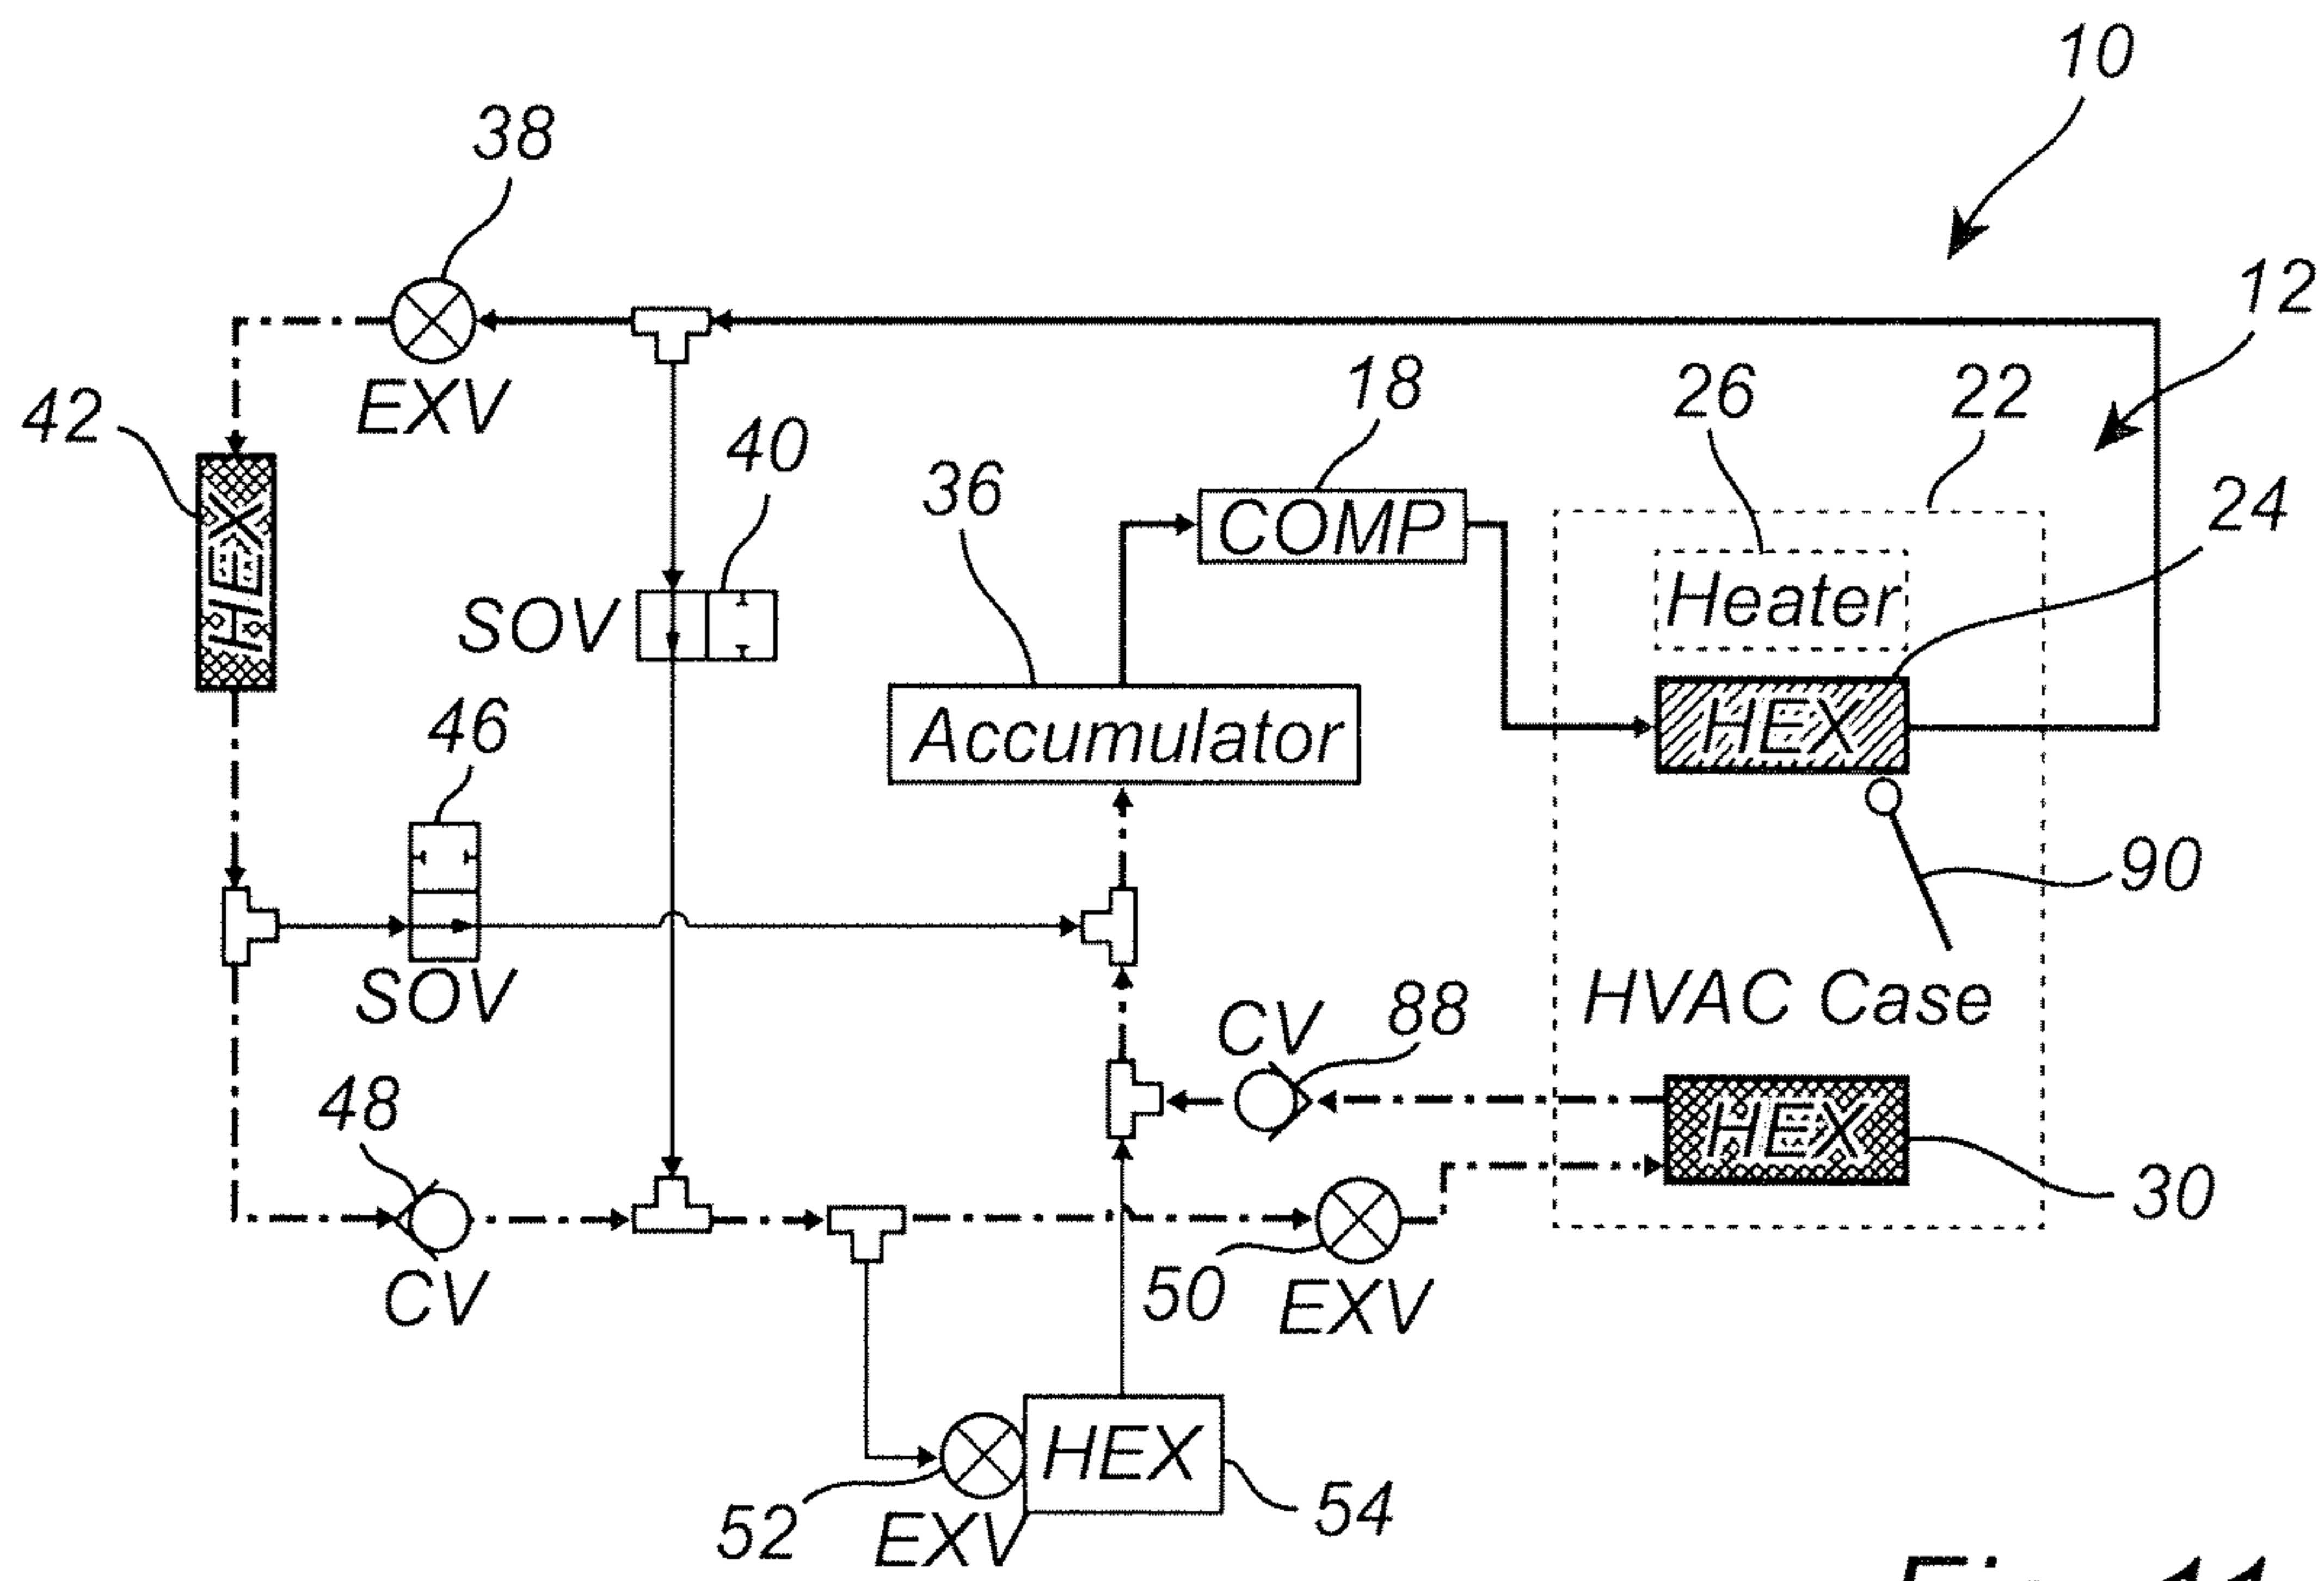 10
38
12
EXV
18
26
22
42
40
36
24
COMP
SOV
Heater
HEX
46
Accumulator
HEX
90
SOV
HVAC Case
CV
88
48
HEX
30
50
EXV
CV
HEX
54
52
EXV